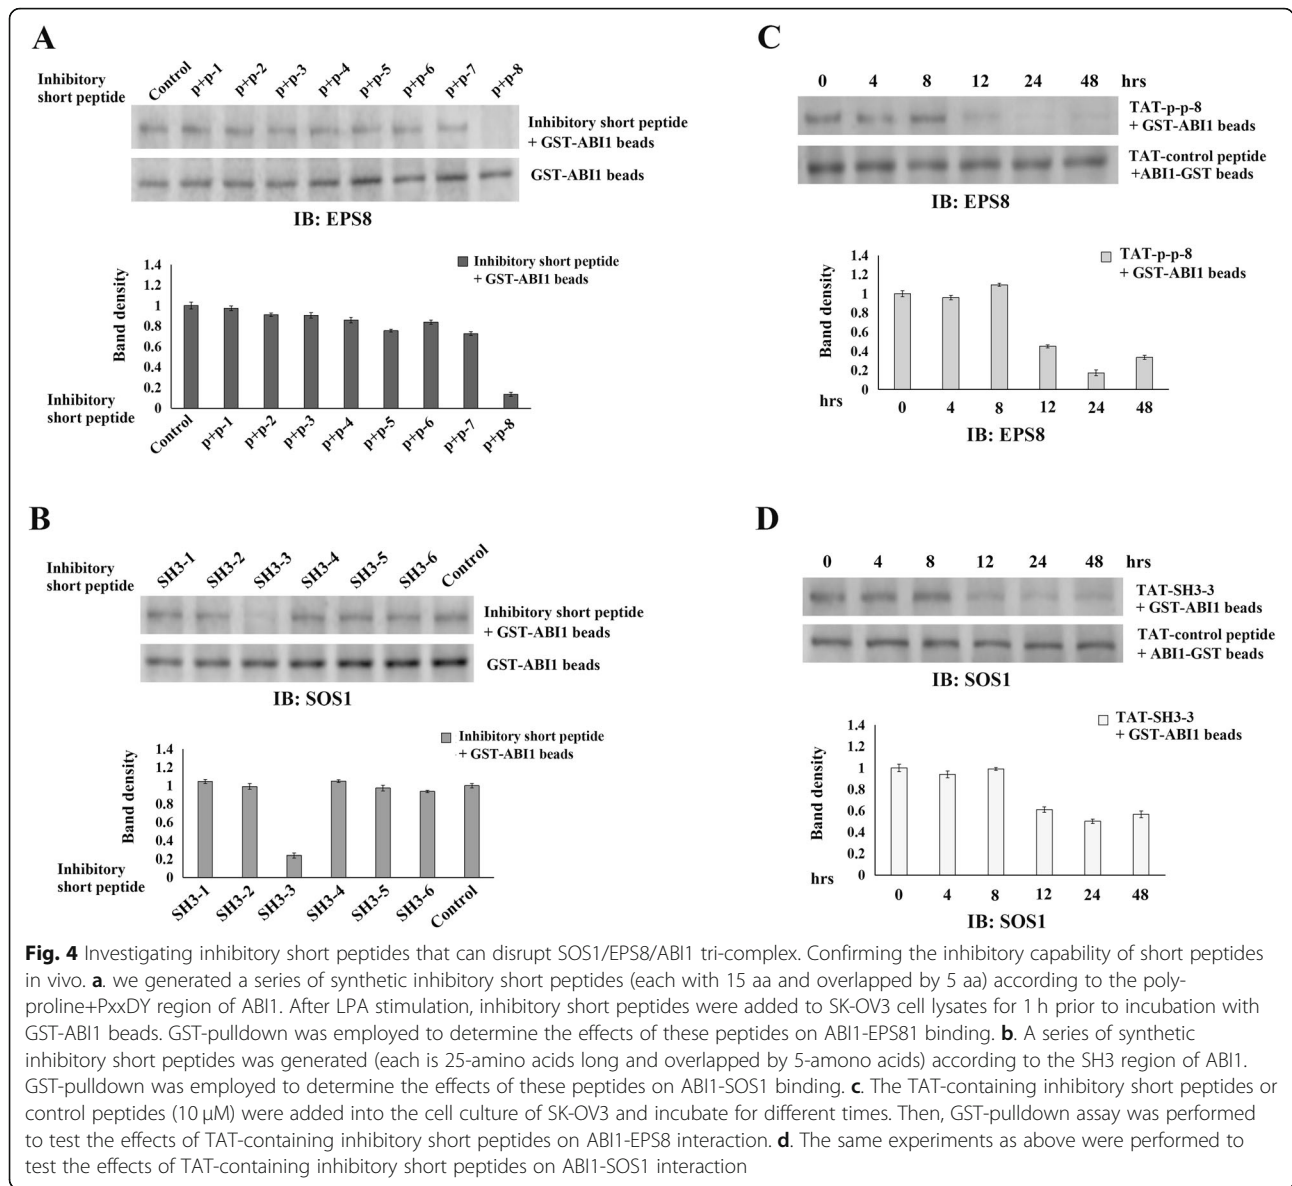 A
Inhibitory short peptide
Control p+p-1 p+p-2 p+p-3 p+p-4 p+p-5 p+p-6 p+p-7 p+p-8
Inhibitory short peptide
+ GST-ABI1 beads
GST-ABI1 beads
IB: EPS8
Inhibitory short peptide
+ GST-ABI1 beads
Band density
1.4
1.2
1
0.8
0.6
0.4
0.2
0
Inhibitory
short peptide
Control p+p-1 p+p-2 p+p-3 p+p-4 p+p-5 p+p-6 p+p-7 p+p-8
B
Inhibitory
short peptide
SH3-1 SH3-2 SH3-3 SH3-4 SH3-5 SH3-6 Control
Inhibitory short peptide
+ GST-ABI1 beads
GST-ABI1 beads
IB: SOS1
Inhibitory short peptide
+ GST-ABI1 beads
Band density
1.4
1.2
1
0.8
0.6
0.4
0.2
0
Inhibitory
short peptide
SH3-1 SH3-2 SH3-3 SH3-4 SH3-5 SH3-6 Control
C
0 4 8 12 24 48 hrs
TAT-p-p-8
+ GST-ABI1 beads
TAT-control peptide
+ABI1-GST beads
IB: EPS8
TAT-p-p-8
+ GST-ABI1 beads
Band density
1.4
1.2
1
0.8
0.6
0.4
0.2
0
hrs
0 4 8 12 24 48
IB: EPS8
D
0 4 8 12 24 48 hrs
TAT-SH3-3
+ GST-ABI1 beads
TAT-control peptide
+ ABI1-GST beads
IB: SOS1
TAT-SH3-3
+ GST-ABI1 beads
Band density
1.4
1.2
1
0.8
0.6
0.4
0.2
0
hrs
0 4 8 12 24 48
IB: SOS1
Fig. 4 Investigating inhibitory short peptides that can disrupt SOS1/EPS8/ABI1 tri-complex. Confirming the inhibitory capability of short peptides
in vivo. a. we generated a series of synthetic inhibitory short peptides (each with 15 aa and overlapped by 5 aa) according to the poly-
proline+PxxDY region of ABI1. After LPA stimulation, inhibitory short peptides were added to SK-OV3 cell lysates for 1 h prior to incubation with
GST-ABI1 beads. GST-pulldown was employed to determine the effects of these peptides on ABI1-EPS81 binding. b. A series of synthetic
inhibitory short peptides was generated (each is 25-amino acids long and overlapped by 5-amono acids) according to the SH3 region of ABI1.
GST-pulldown was employed to determine the effects of these peptides on ABI1-SOS1 binding. c. The TAT-containing inhibitory short peptides or
control peptides (10 μM) were added into the cell culture of SK-OV3 and incubate for different times. Then, GST-pulldown assay was performed
to test the effects of TAT-containing inhibitory short peptides on ABI1-EPS8 interaction. d. The same experiments as above were performed to
test the effects of TAT-containing inhibitory short peptides on ABI1-SOS1 interaction